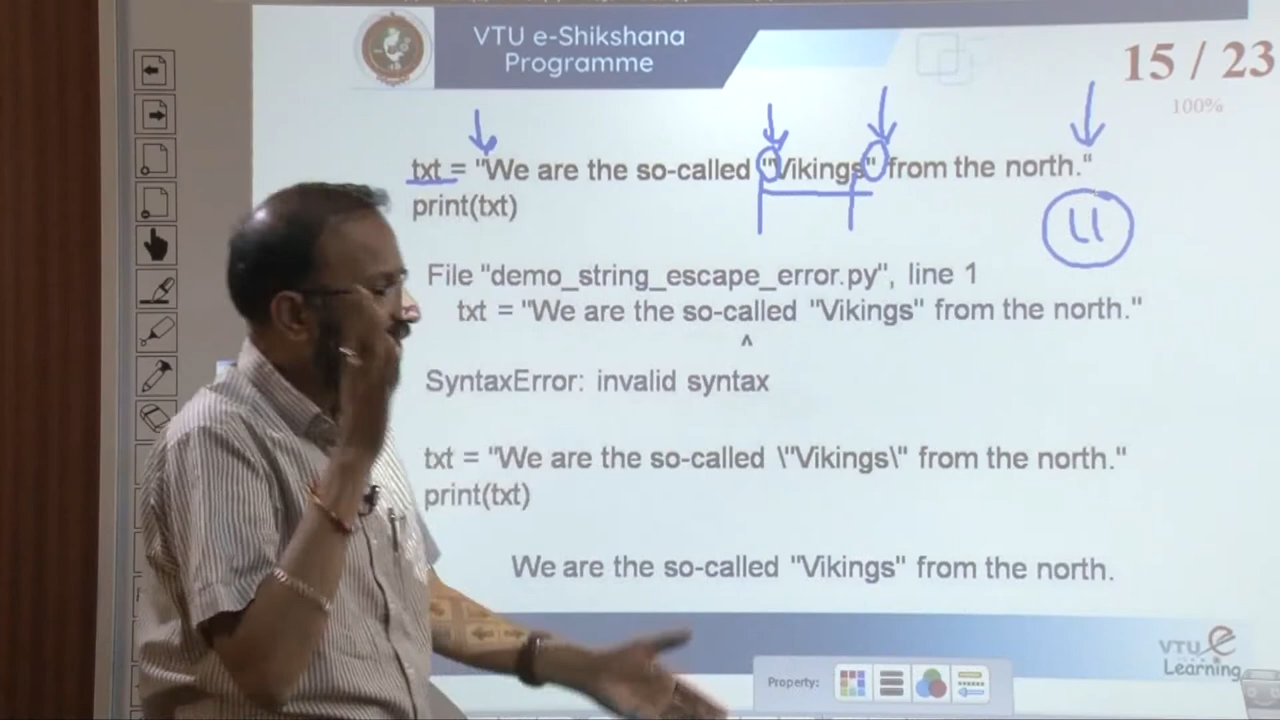 VTU e-Shikshana
Programme
15 / 23
100%
txt = "We are the so-called "Vikings" from the north."
print(txt)
File "demo_string_escape_error.py", line 1
txt = "We are the so-called "Vikings" from the north."
^
SyntaxError: invalid syntax
txt = "We are the so-called \"Vikings\" from the north."
print(txt)
We are the so-called "Vikings" from the north.
VTU e
Learning
Property: